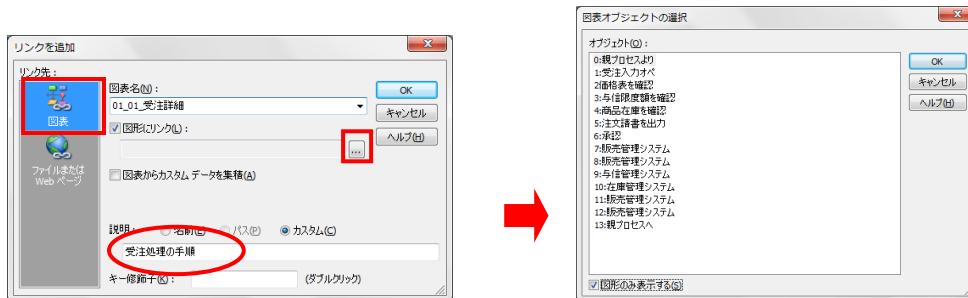 リンクを追加
リンク先:
図表
ファイルまたは
Web ページ
図表名(N):
01_01_受注詳細
図形にリンク(L):
...
図表からカスタム データを集積(A)
説明: 名前(E) パス(P) カスタム(C)
受注処理の手順
キー修飾子(K): (ダブルクリック)
OK
キャンセル
ヘルプ(H)
図表オブジェクトの選択
オブジェクト(O):
0:親プロセスより
1:受注入力オペ
2価格表を確認
3:与信限度額を確認
4:商品在庫を確認
5:注文請書を出力
6:承認
7:販売管理システム
8:販売管理システム
9:与信管理システム
10:在庫管理システム
11:販売管理システム
12:販売管理システム
13:親プロセスへ
図形のみ表示する(S)
OK
キャンセル
ヘルプ(H)